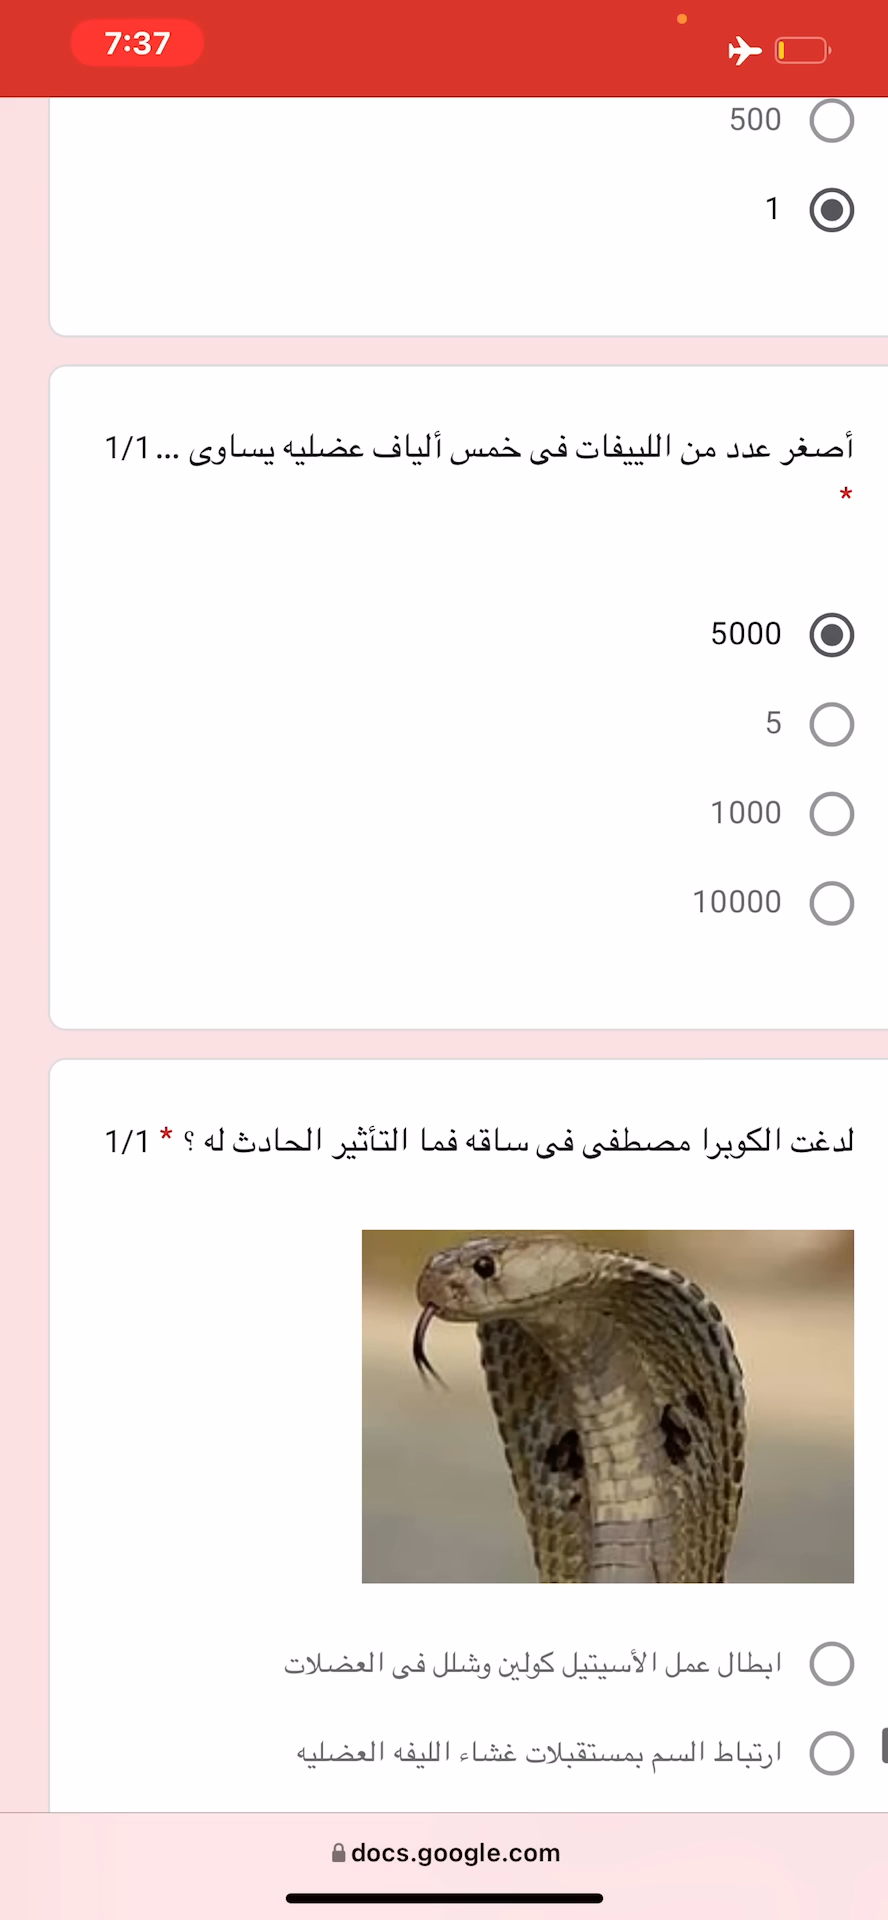 7:37
500
1
أصغر عدد من اللييفات فى خمس ألياف عضليه يساوى ... 1/1
*
5000
5
1000
10000
لدغت الكوبرا مصطفى فى ساقه فما التأثير الحادث له ؟ * 1/1
ابطال عمل الأسيتيل كولين وشلل فى العضلات
ارتباط السم بمستقبلات غشاء الليفه العضليه
docs.google.com